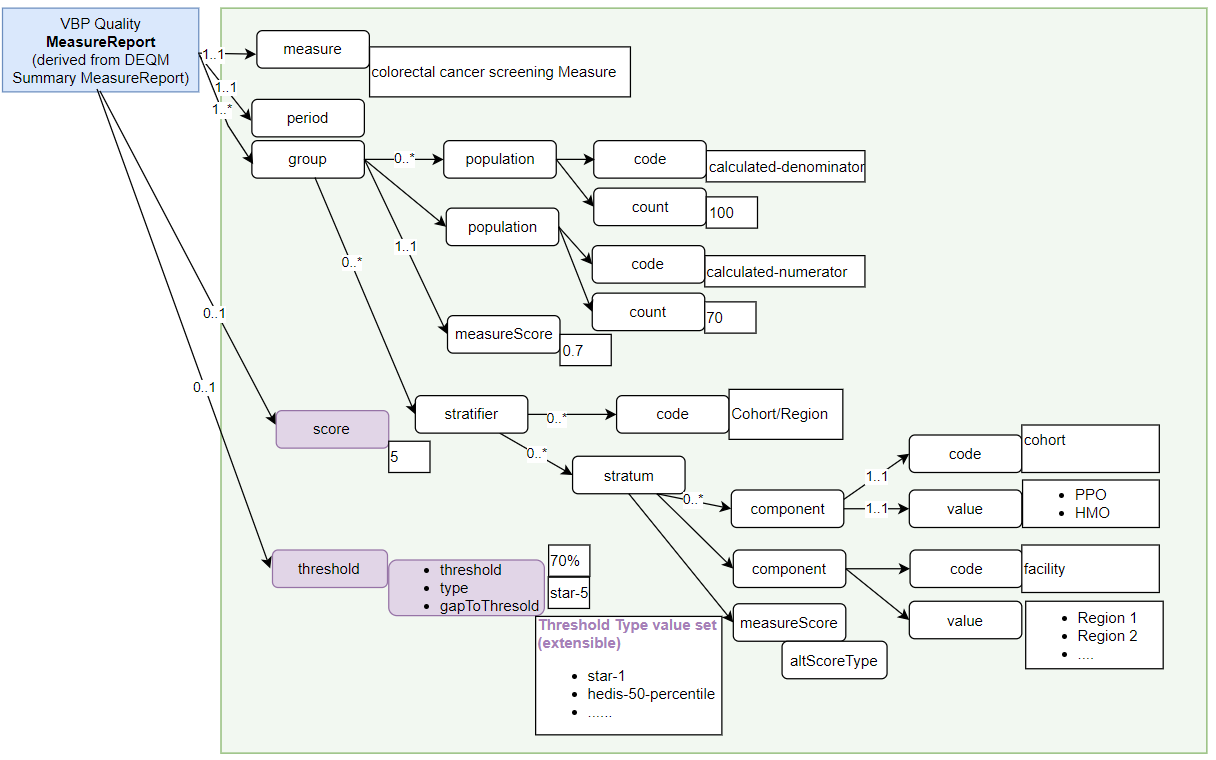 VBP Quality
MeasureReport
(derived from DEQM
Summary MeasureReport)
1..1
measure
colorectal cancer screening Measure
1..1
period
1..*
group
0..*
population
code
calculated-denominator
count
100
population
code
calculated-numerator
count
70
1..1
measureScore
0.7
0..*
0..1
score
5
stratifier
0..*
code
Cohort/Region
0..*
stratum
0..*
component
1..1
code
cohort
1..1
value
• PPO
• HMO
component
code
facility
value
• Region 1
• Region 2
• ....
measureScore
altScoreType
0..1
threshold
• threshold
• type
• gapToThresold
70%
star-5
Threshold Type value set
(extensible)
• star-1
• hedis-50-percentile
• ......